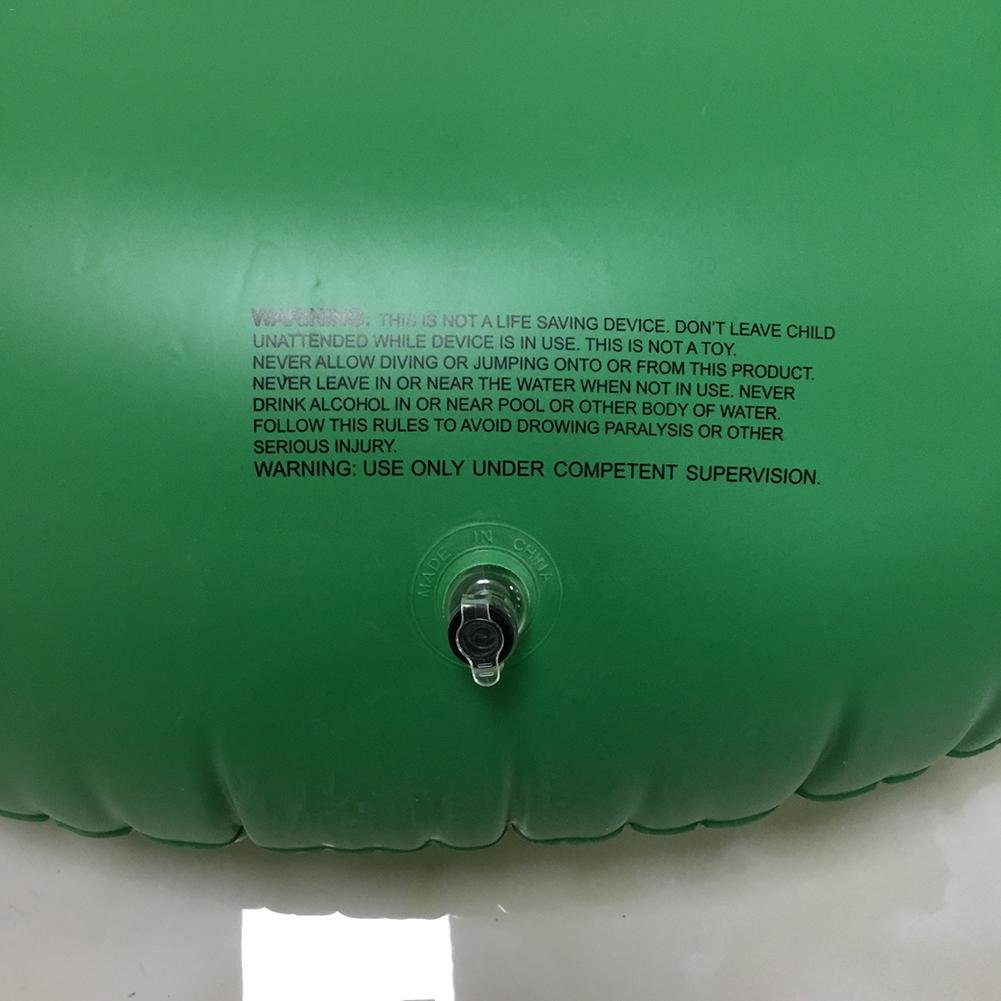 WARINING: THIS IS NOT A LIFE SAVING DEVICE. DON'T LEAVE CHILD
UNATTENDED WHILE DEVICE IS IN USE. THIS IS NOT A TOY.
NEVER ALLOW DIVING OR JUMPING ONTO OR FROM THIS PRODUCT.
NEVER LEAVE IN OR NEAR THE WATER WHEN NOT IN USE. NEVER
DRINK ALCOHOL IN OR NEAR POOL OR OTHER BODY OF WATER.
FOLLOW THIS RULES TO AVOID DROWING PARALYSIS OR OTHER
SERIOUS INJURY.
WARNING: USE ONLY UNDER COMPETENT SUPERVISION.
MADE IN CHINA